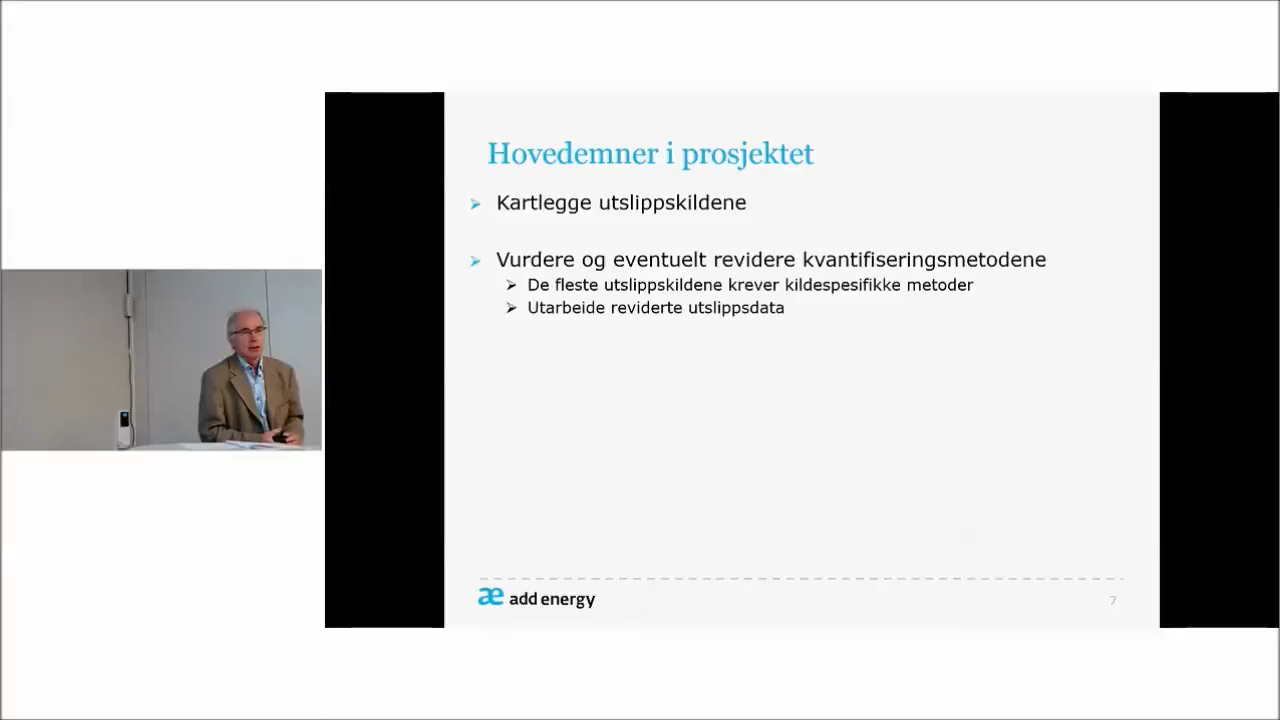 Hovedemner i prosjektet
Kartlegge utslippskildene
Vurdere og eventuelt revidere kvantifiseringsmetodene
De fleste utslippskildene krever kildespesifikke metoder
Utarbeide reviderte utslippsdata
æ add energy
7